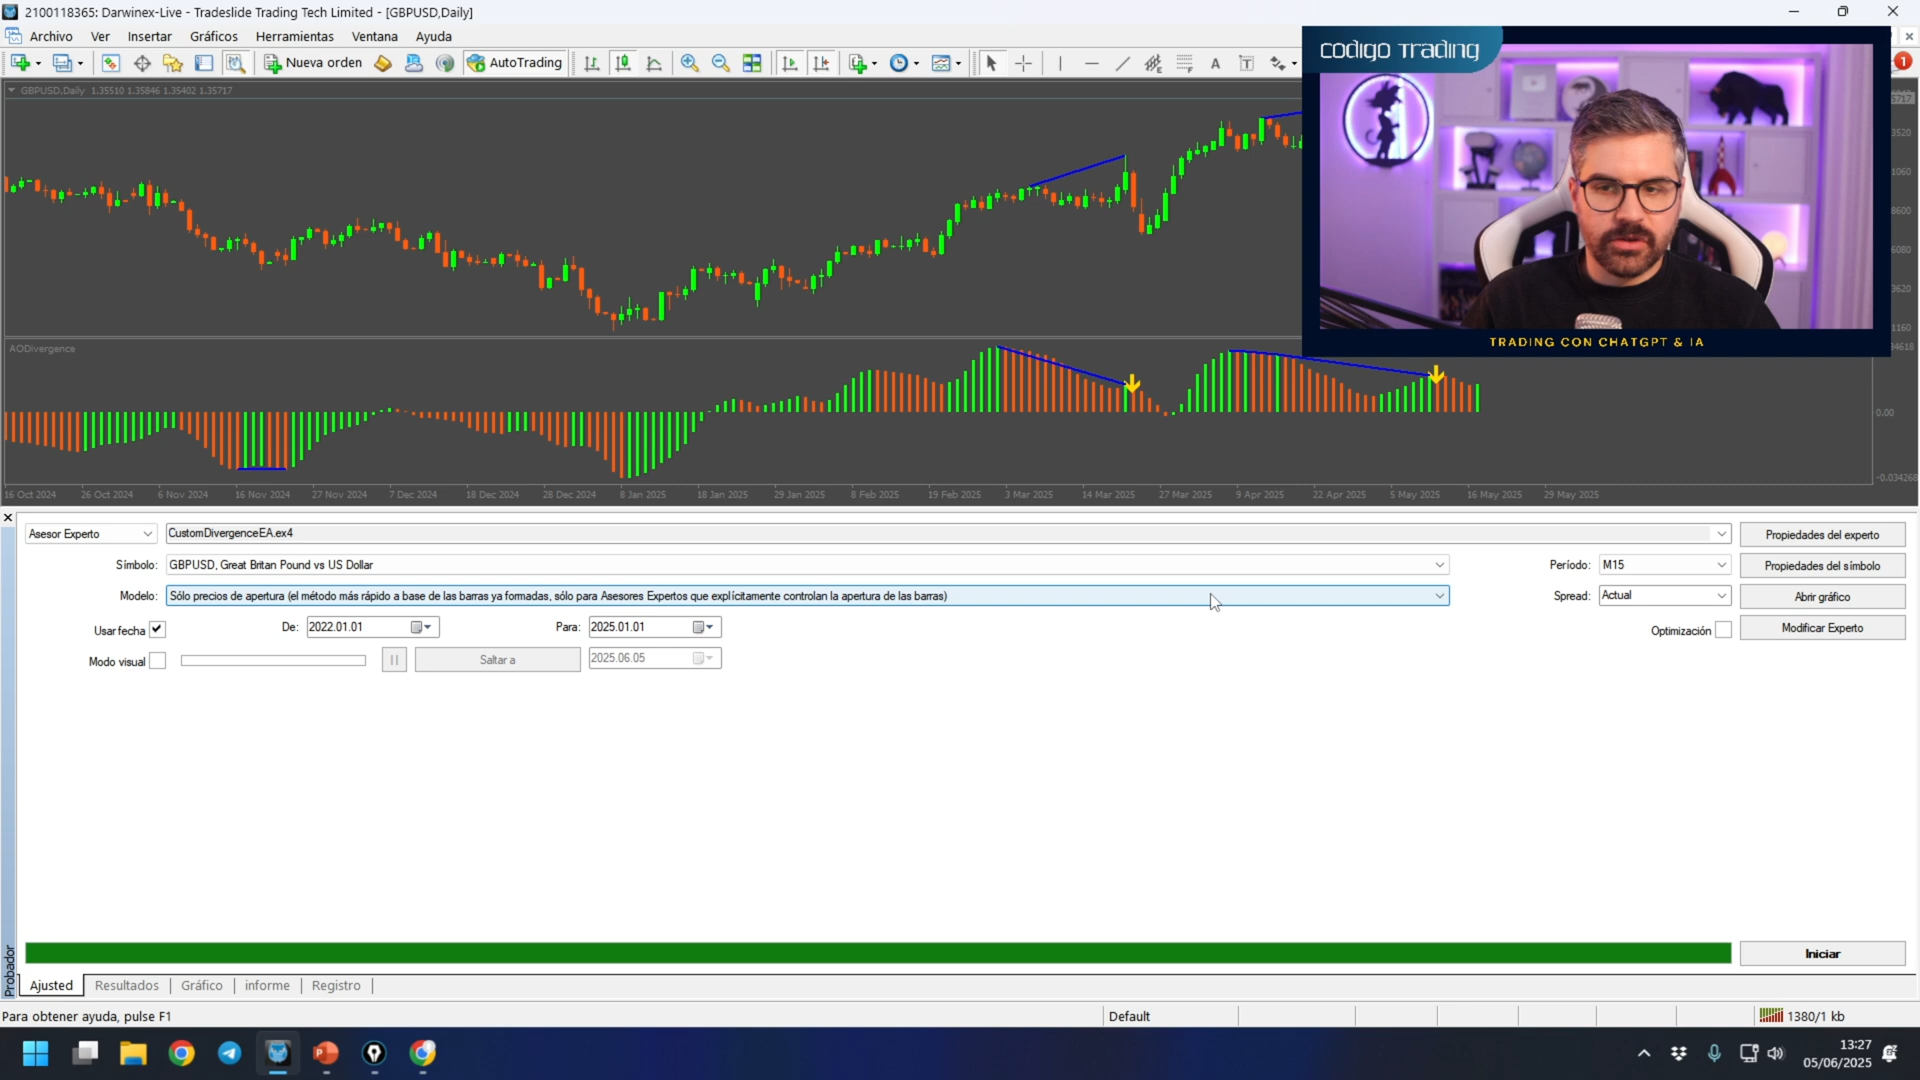 2100118365: Darwinex-Live - Tradeslide Trading Tech Limited - [GBPUSD,Daily]
Archivo Ver Insertar Gráficos Herramientas Ventana Ayuda
Nueva orden AutoTrading
codigo Trading
1
GBPUSD,Daily 1.35510 1.35846 1.35402 1.35717
TRADING CON CHATGPT & IA
AODivergence
0.00
-0.034268
16 Oct 2024 26 Oct 2024 6 Nov 2024 16 Nov 2024 27 Nov 2024 7 Dec 2024 18 Dec 2024 28 Dec 2024 8 Jan 2025 18 Jan 2025 29 Jan 2025 8 Feb 2025 19 Feb 2025 3 Mar 2025 14 Mar 2025 27 Mar 2025 9 Apr 2025 22 Apr 2025 5 May 2025 16 May 2025 29 May 2025
Asesor Experto CustomDivergenceEA.ex4 Propiedades del experto
Símbolo: GBPUSD, Great Britan Pound vs US Dollar Período: M15 Propiedades del símbolo
Modelo: Sólo precios de apertura (el método más rápido a base de las barras ya formadas, sólo para Asesores Expertos que explícitamente controlan la apertura de las barras) Spread: Actual Abrir gráfico
Usar fecha De: 2022.01.01 Para: 2025.01.01 Optimización Modificar Experto
Modo visual Saltar a 2025.06.05
Iniciar
Probador
Ajusted Resultados Gráfico informe Registro
Para obtener ayuda, pulse F1 Default 1380/1 kb
13:27
05/06/2025